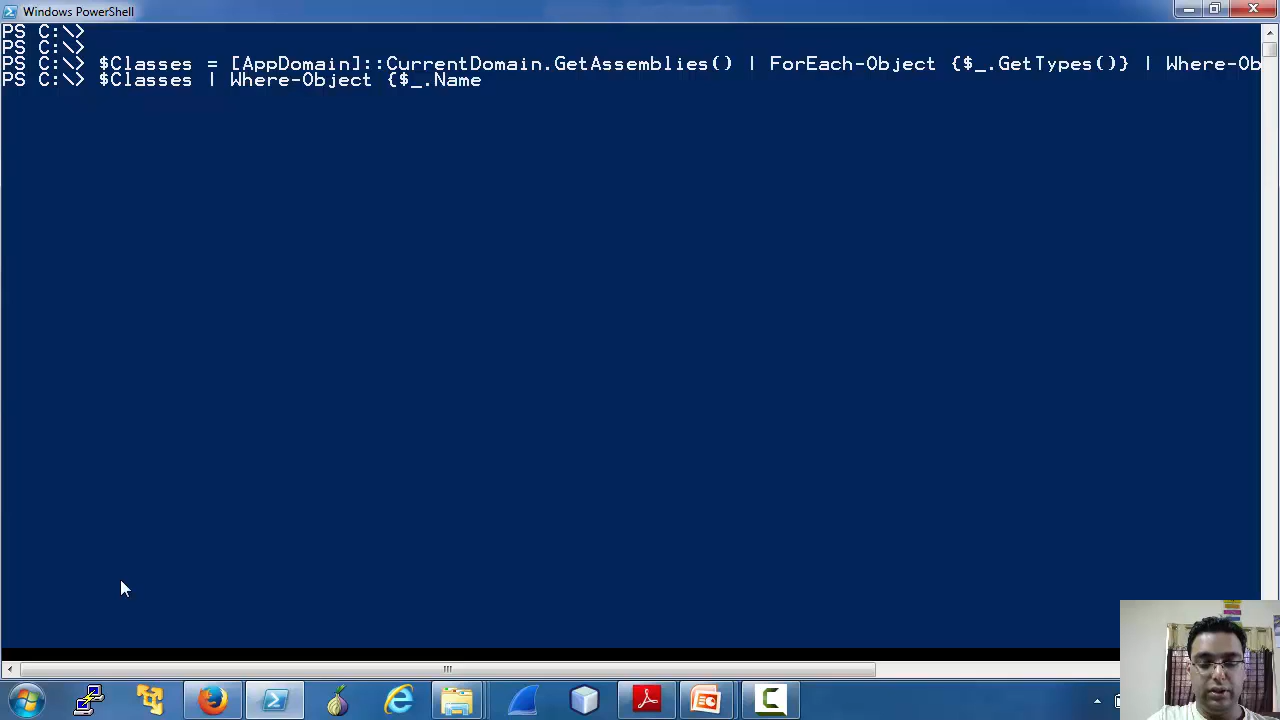 Windows PowerShell
PS C:\>
PS C:\>
PS C:\> $Classes = [AppDomain]::CurrentDomain.GetAssemblies() | ForEach-Object {$_.GetTypes()} | Where-Ob
PS C:\> $Classes | Where-Object {$_.Name